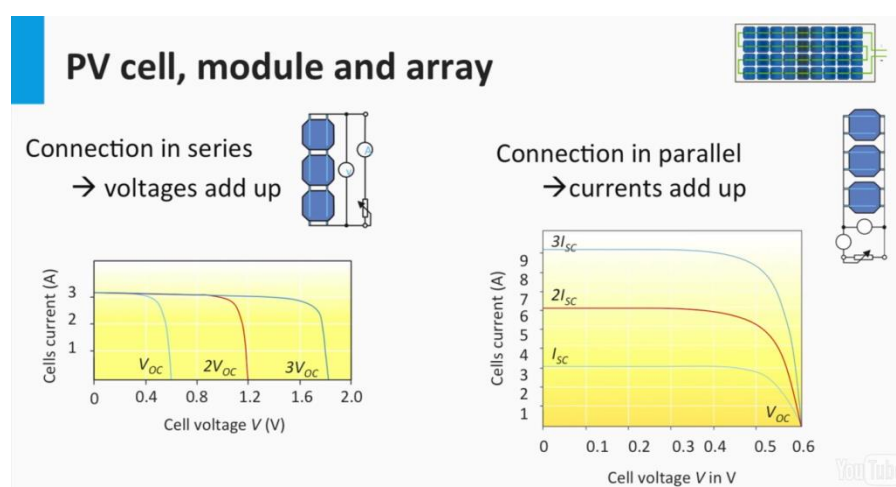 PV cell, module and array
Connection in series
→ voltages add up
A
V
Cells current (A)
3
2
1
V_OC
2V_OC
3V_OC
0 0.4 0.8 1.2 1.6 2.0
Cell voltage V (V)
Connection in parallel
→currents add up
Cells current (A)
9
8
7
6
5
4
3
2
1
3I_SC
2I_SC
I_SC
V_OC
0 0.1 0.2 0.3 0.4 0.5 0.6
Cell voltage V in V
You Tub